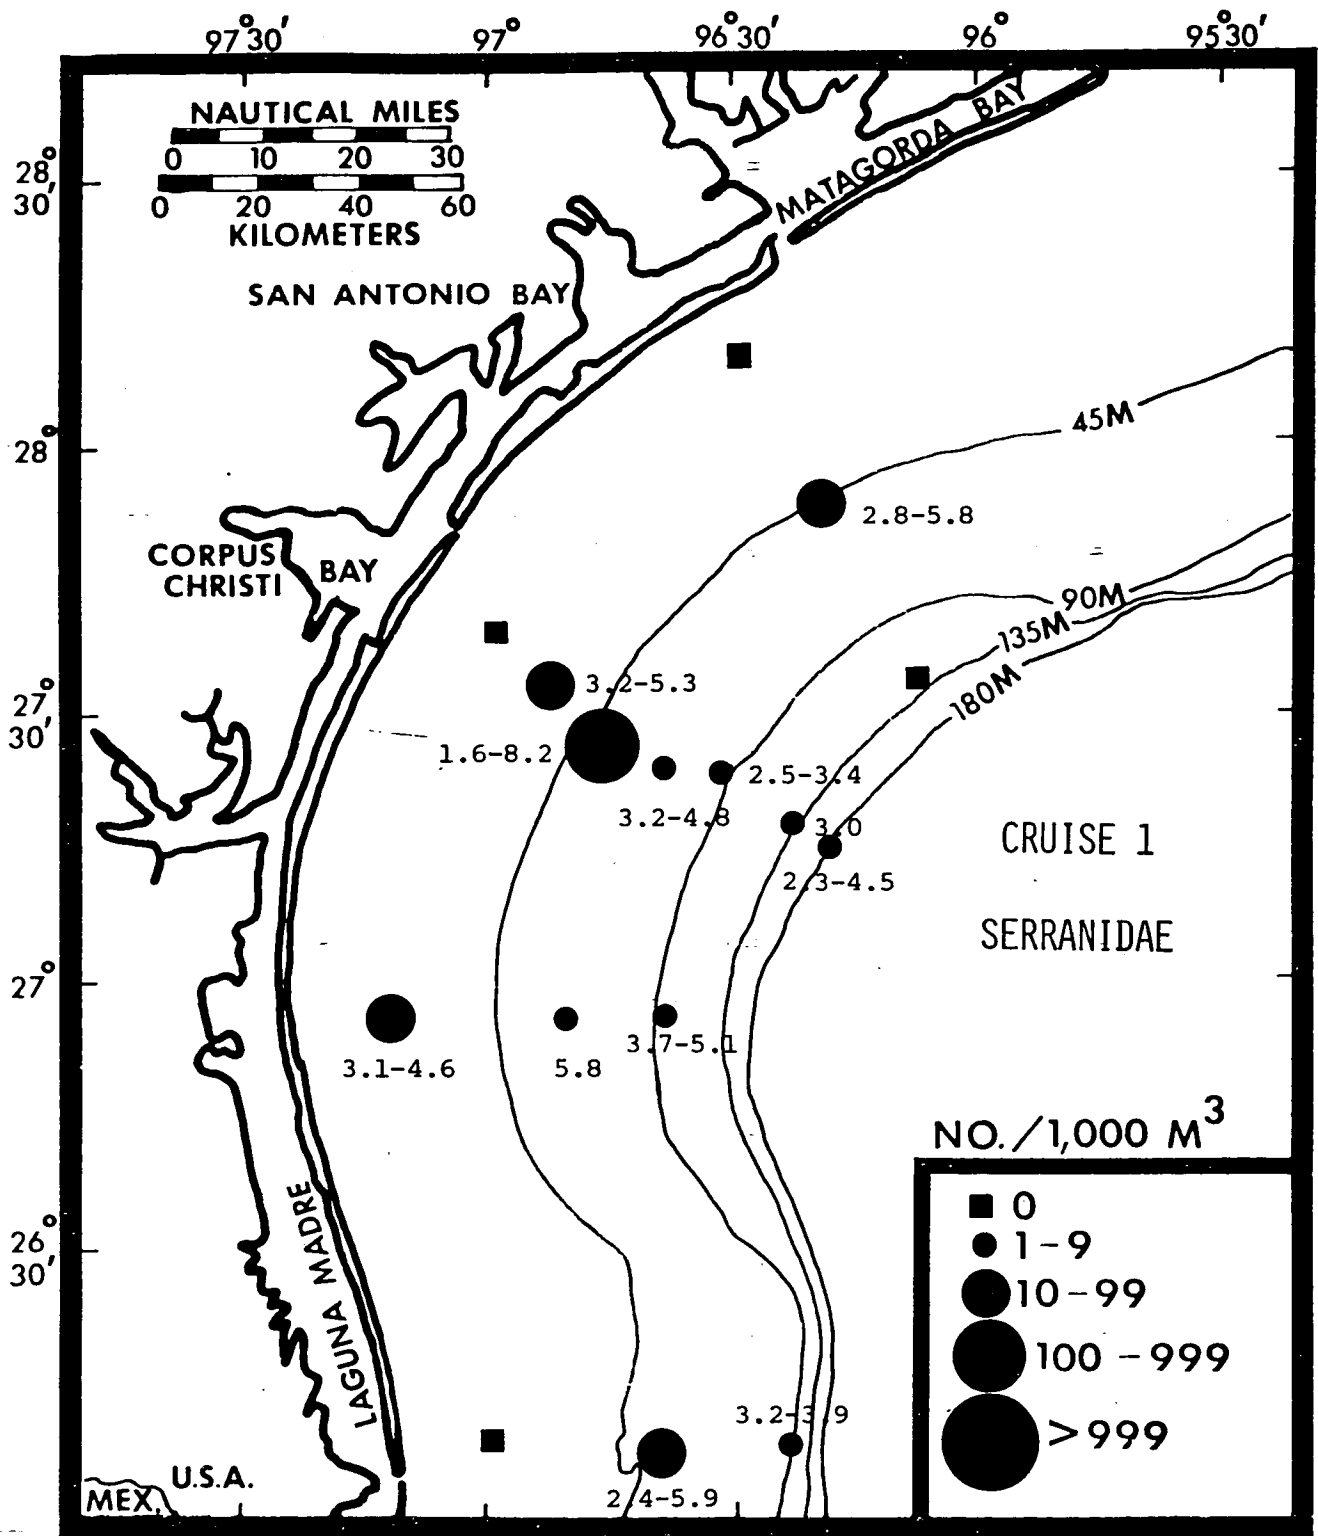 97°30' 97° 96°30' 96° 95°30'
NAUTICAL MILES
0 10 20 30
0 20 40 60
KILOMETERS
28°30'
MATAGORDA BAY
SAN ANTONIO BAY
45M
28°
2.8-5.8
CORPUS CHRISTI BAY
90M
135M
180M
3.2-5.3
27°30'
1.6-8.2
2.5-3.4
3.2-4.8
3.0
2.3-4.5
CRUISE 1
SERRANIDAE
27°
3.7-5.1
3.1-4.6
5.8
NO./1,000 M³
LAGUNA MADRE
0
1-9
26°30'
10-99
100-999
>999
3.2-3.9
U.S.A.
MEX.
2.4-5.9